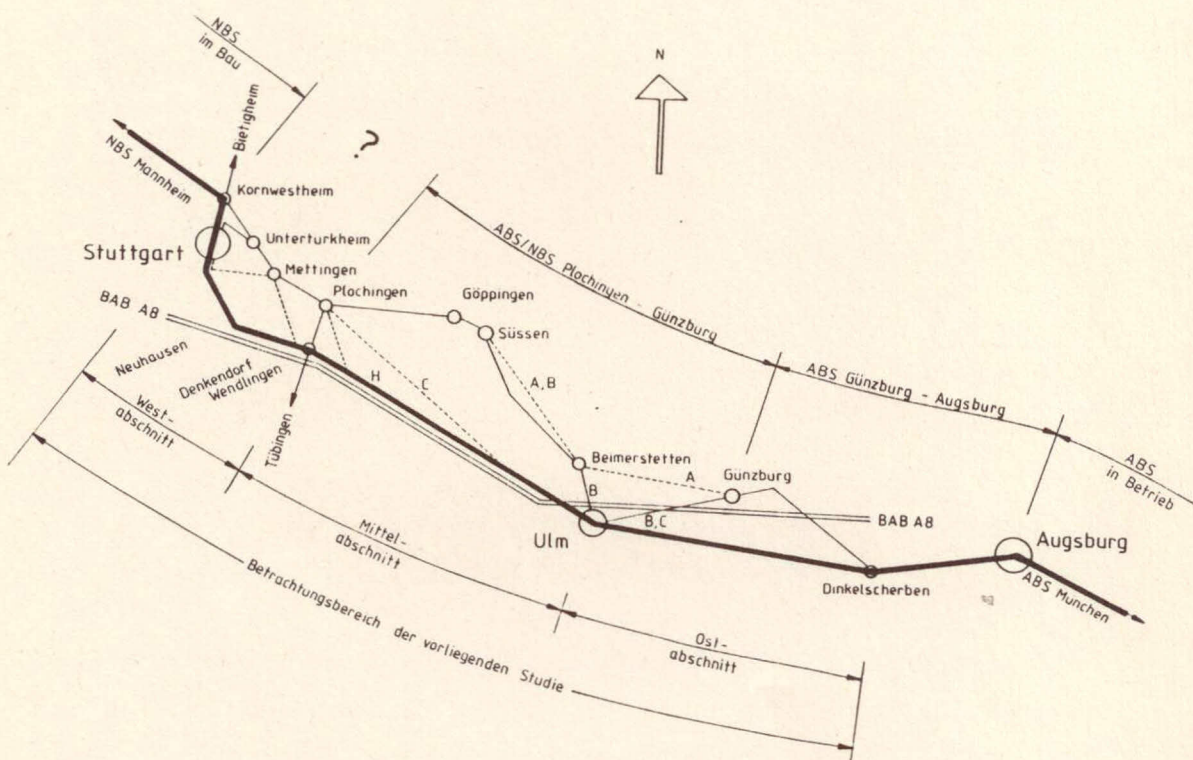 NBS
im Bau
N
?
Bietigheim
NBS Mannheim
Kornwestheim
Stuttgart
Unterturkheim
Mettingen
Plochingen
Göppingen
Süssen
ABS/NBS Plochingen - Günzburg
ABS Günzburg - Augsburg
ABS
in Betrieb
BAB A8
Neuhausen
Denkendorf
Wendlingen
Tübingen
H
C
A, B
Beimerstetten
A
Günzburg
B
B, C
BAB A8
Ulm
Augsburg
ABS München
Dinkelscherben
West-
abschnitt
Mittel-
abschnitt
Ost-
abschnitt
Betrachtungsbereich der vorliegenden Studie